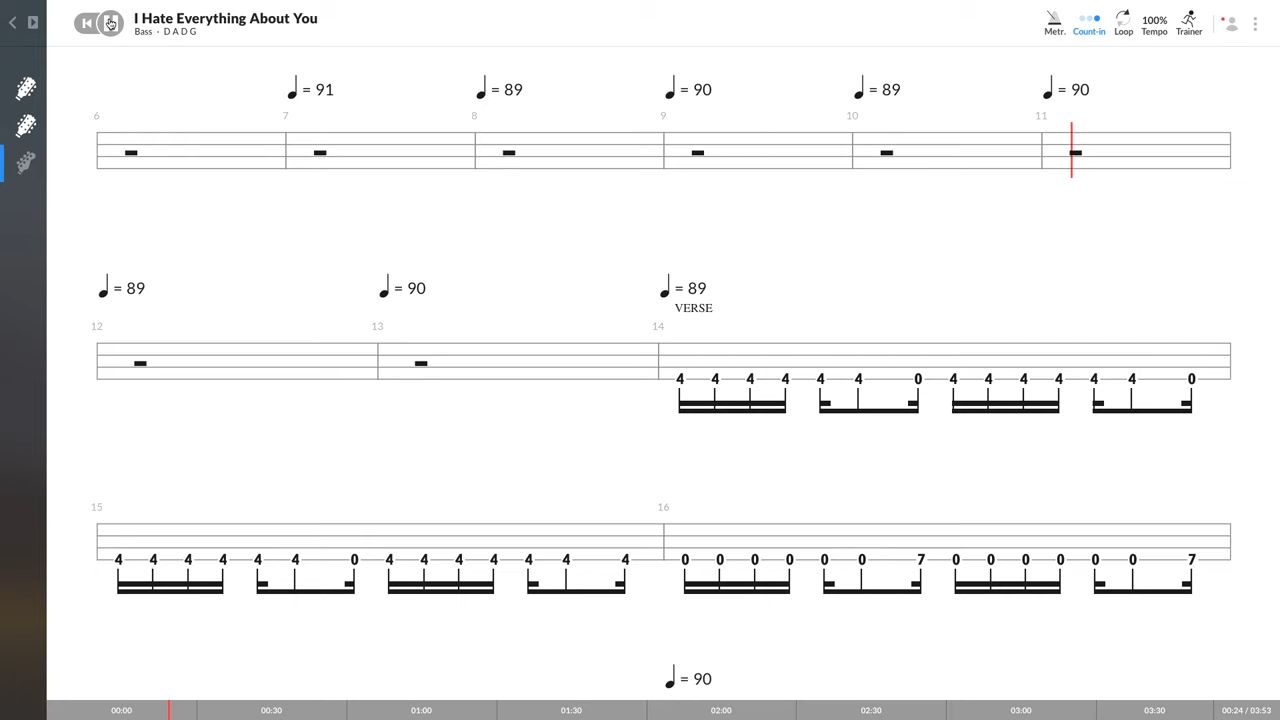 I Hate Everything About You
Bass · D A D G
Metr. Count-in Loop 100% Tempo Trainer
= 91 = 89 = 90 = 89 = 90
6 7 8 9 10 11
= 89 = 90 = 89
VERSE
12 13 14
4 4 4 4 4 4 0 4 4 4 4 4 4 0
15 16
4 4 4 4 4 4 0 4 4 4 4 4 4 4 0 0 0 0 0 0 7 0 0 0 0 0 0 7
= 90
00:00 00:30 01:00 01:30 02:00 02:30 03:00 03:30 00:24 / 03:53